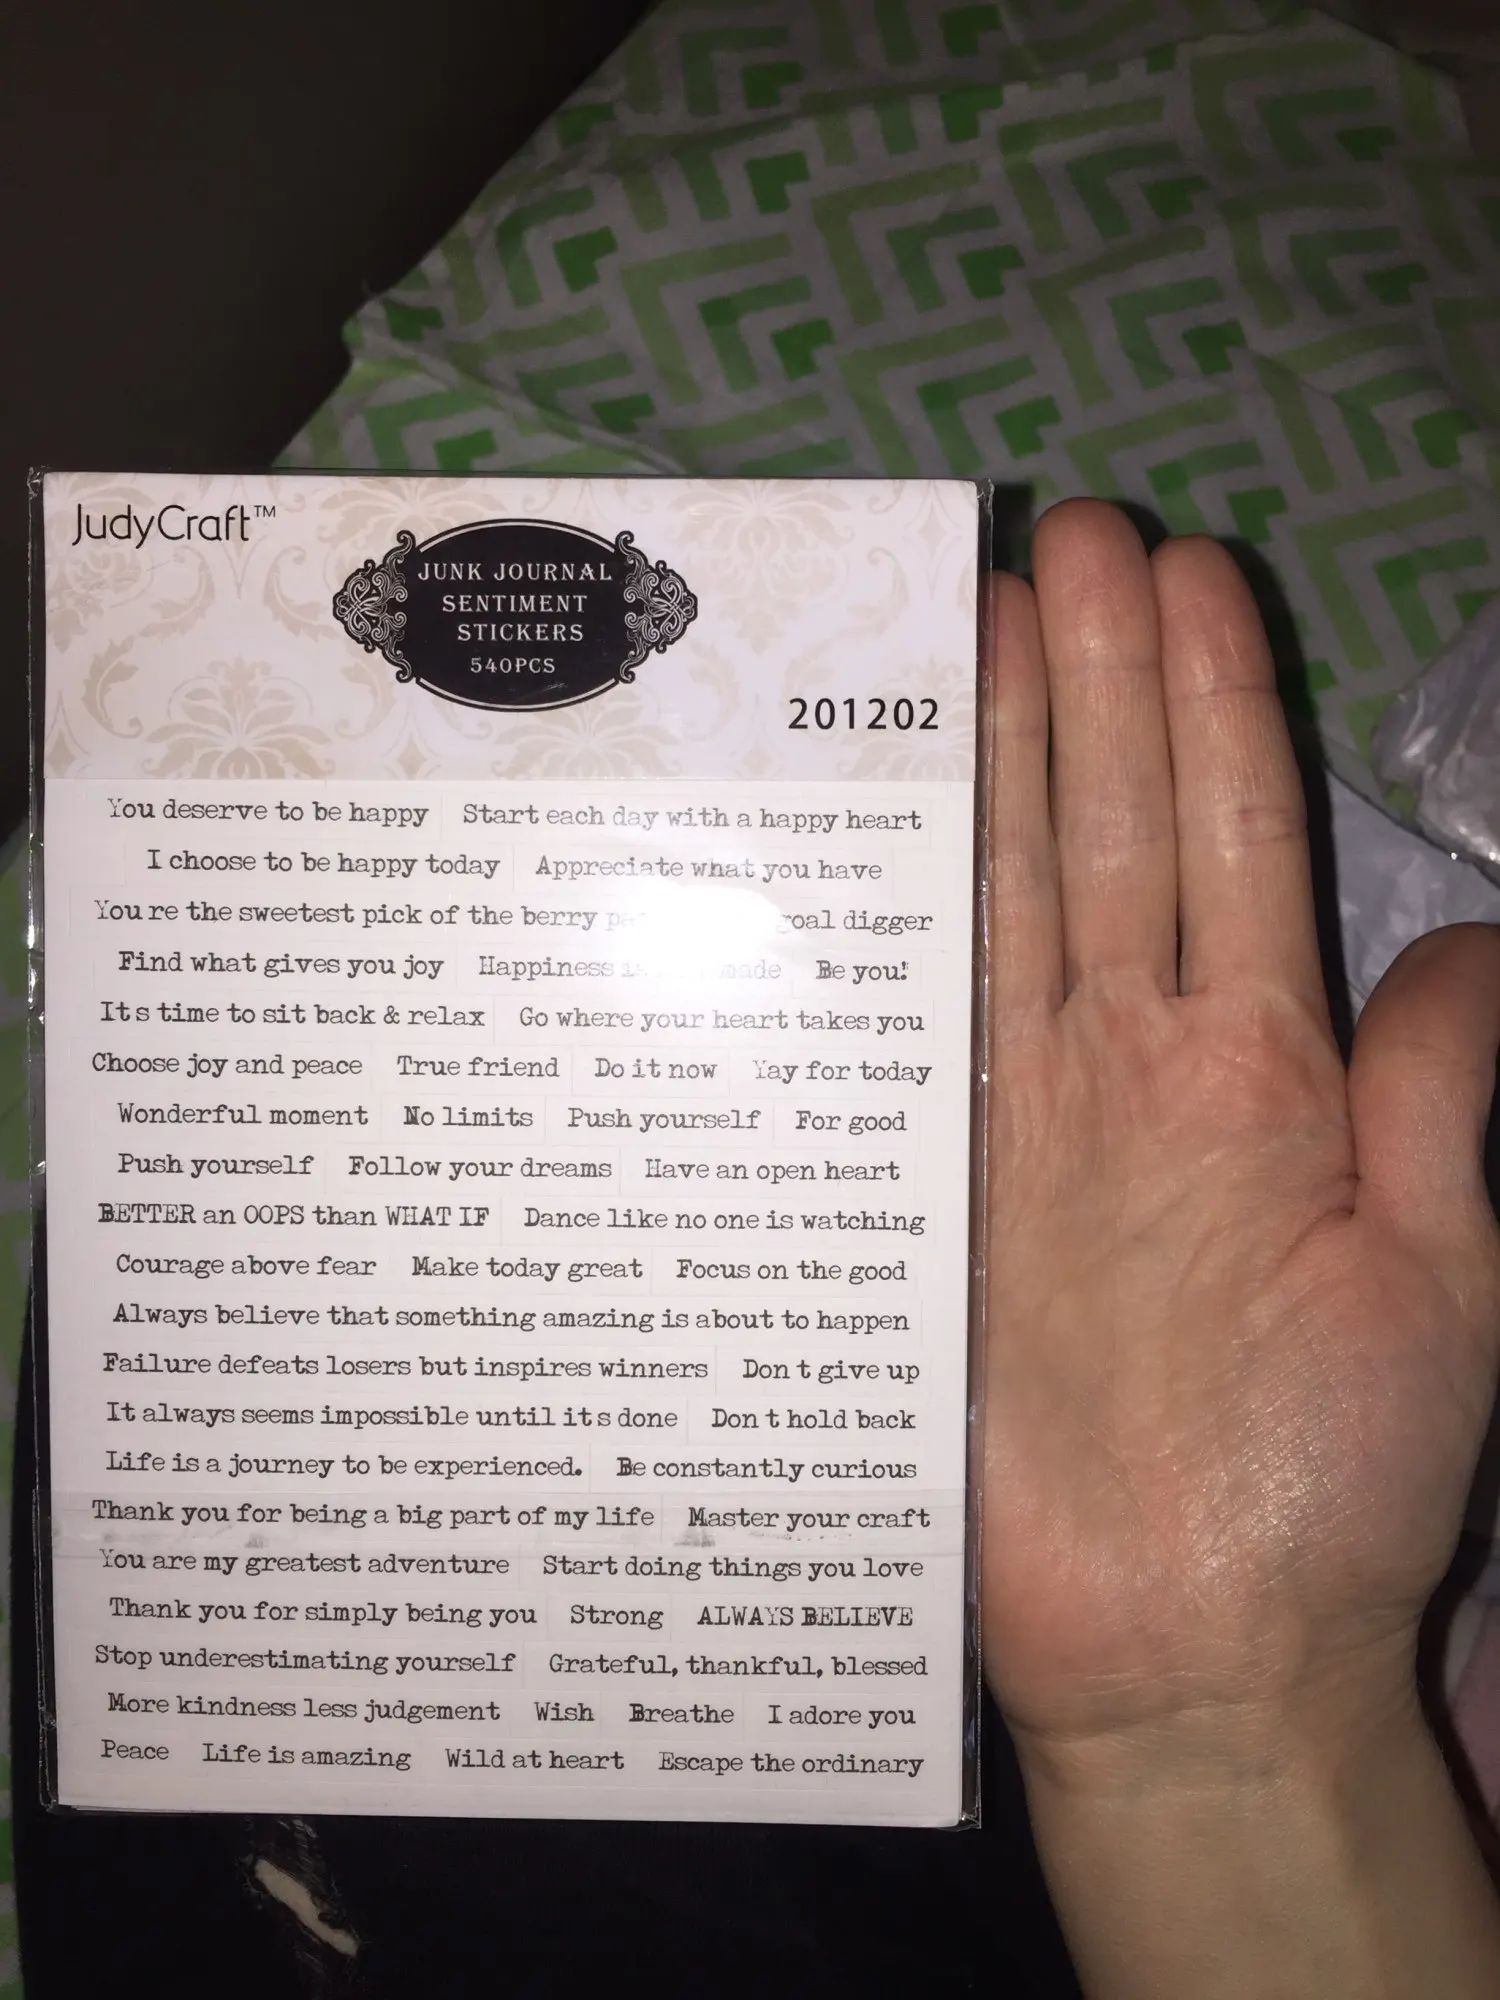 JudyCraft™
JUNK JOURNAL
SENTIMENT
STICKERS
540PCS
201202
You deserve to be happy Start each day with a happy heart
I choose to be happy today Appreciate what you have
You re the sweetest pick of the berry goal digger
Find what gives you joy Happiness Be you!
Its time to sit back & relax Go where your heart takes you
Choose joy and peace True friend Do it now Yay for today
Wonderful moment No limits Push yourself For good
Push yourself Follow your dreams Have an open heart
BETTER an OOPS than WHAT IF Dance like no one is watching
Courage above fear Make today great Focus on the good
Always believe that something amazing is about to happen
Failure defeats losers but inspires winners Don t give up
It always seems impossible until it s done Don t hold back
Life is a journey to be experienced. Be constantly curious
Thank you for being a big part of my life Master your craft
You are my greatest adventure Start doing things you love
Thank you for simply being you Strong ALWAYS BELIEVE
Stop underestimating yourself Grateful, thankful, blessed
More kindness less judgement Wish Breathe I adore you
Peace Life is amazing Wild at heart Escape the ordinary